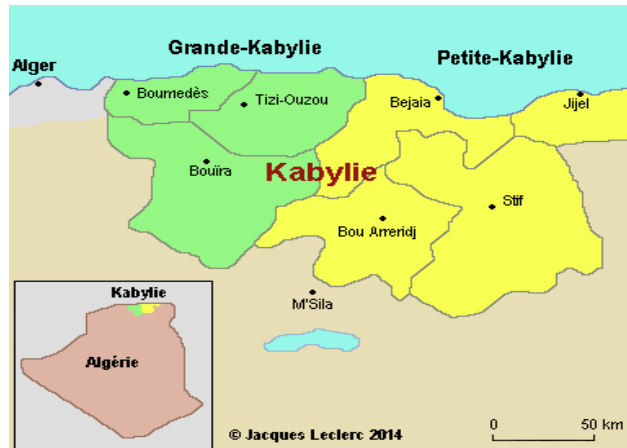 Grande-Kabylie
Petite-Kabylie
Alger
Boumedès
Tizi-Ouzou
Bejaia
Jijel
Bouïra
Kabylie
Stif
Bou Arreridj
M'Sila
Kabylie
Algérie
© Jacques Leclerc 2014
0 50 km